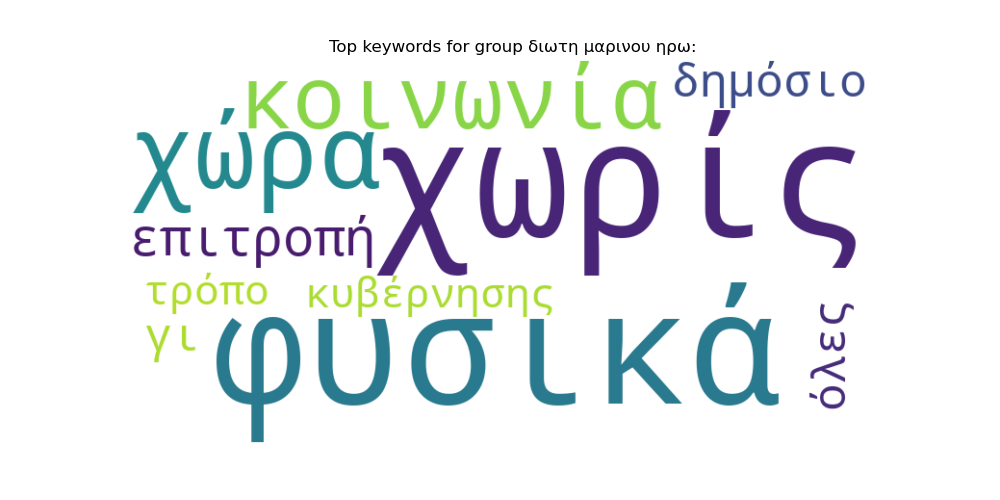 Top keywords for group διωτη μαρινου ηρω:
κοινωνία
δημόσιο
χώρα
χωρίς
επιτροπή
τρόπο
κυβέρνησης
γι
φυσικά
όλες